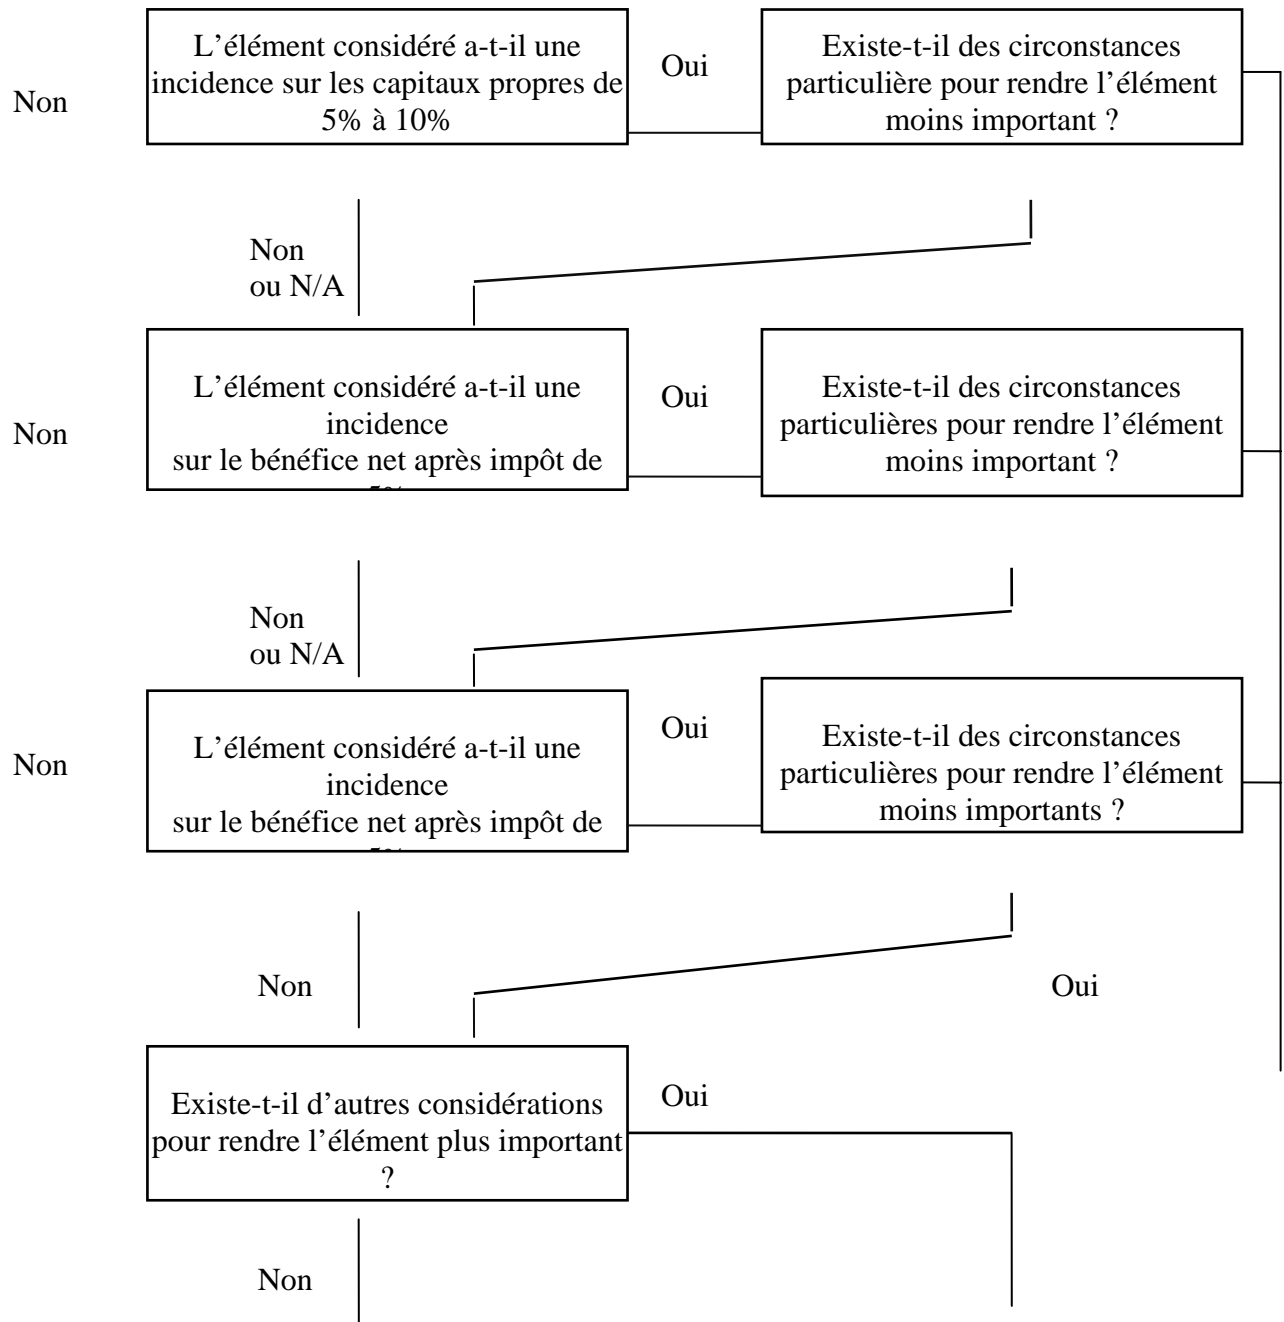 L’élément considéré a-t-il une
incidence sur les capitaux propres de
5% à 10%
Oui
Existe-t-il des circonstances
particulière pour rendre l’élément
moins important ?
Non
Non
ou N/A
L’élément considéré a-t-il une
incidence
sur le bénéfice net après impôt de
Oui
Existe-t-il des circonstances
particulières pour rendre l’élément
moins important ?
Non
Non
ou N/A
L’élément considéré a-t-il une
incidence
sur le bénéfice net après impôt de
Oui
Existe-t-il des circonstances
particulières pour rendre l’élément
moins importants ?
Non
Non
Oui
Existe-t-il d’autres considérations
pour rendre l’élément plus important
?
Oui
Non